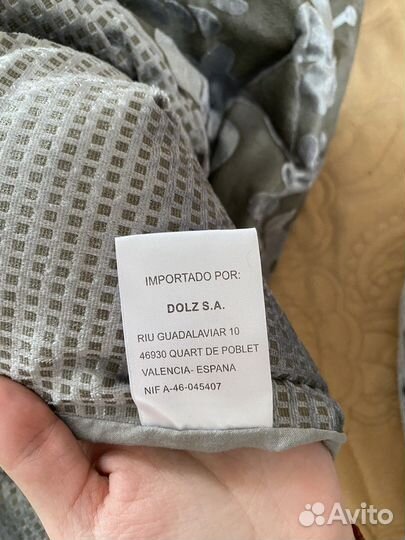 IMPORTADO POR:
DOLZ S.A.
RIU GUADALAVIAR 10
46930 QUART DE POBLET
VALENCIA- ESPANA
NIF A-46-045407
Avito